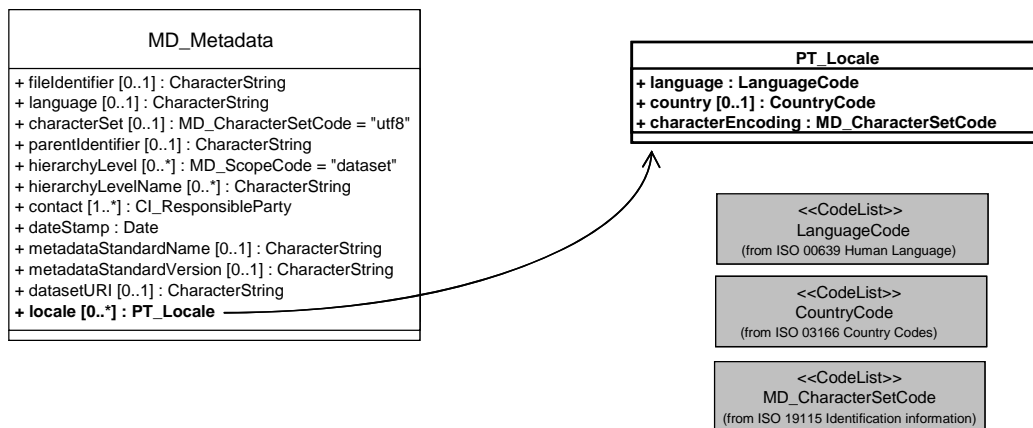 MD_Metadata
+ fileIdentifier [0..1] : CharacterString
+ language [0..1] : CharacterString
+ characterSet [0..1] : MD_CharacterSetCode = "utf8"
+ parentIdentifier [0..1] : CharacterString
+ hierarchyLevel [0..*] : MD_ScopeCode = "dataset"
+ hierarchyLevelName [0..*] : CharacterString
+ contact [1..*] : CI_ResponsibleParty
+ dateStamp : Date
+ metadataStandardName [0..1] : CharacterString
+ metadataStandardVersion [0..1] : CharacterString
+ datasetURI [0..1] : CharacterString
+ locale [0..*] : PT_Locale
PT_Locale
+ language : LanguageCode
+ country [0..1] : CountryCode
+ characterEncoding : MD_CharacterSetCode
<<CodeList>>
LanguageCode
(from ISO 00639 Human Language)
<<CodeList>>
CountryCode
(from ISO 03166 Country Codes)
<<CodeList>>
MD_CharacterSetCode
(from ISO 19115 Identification information)